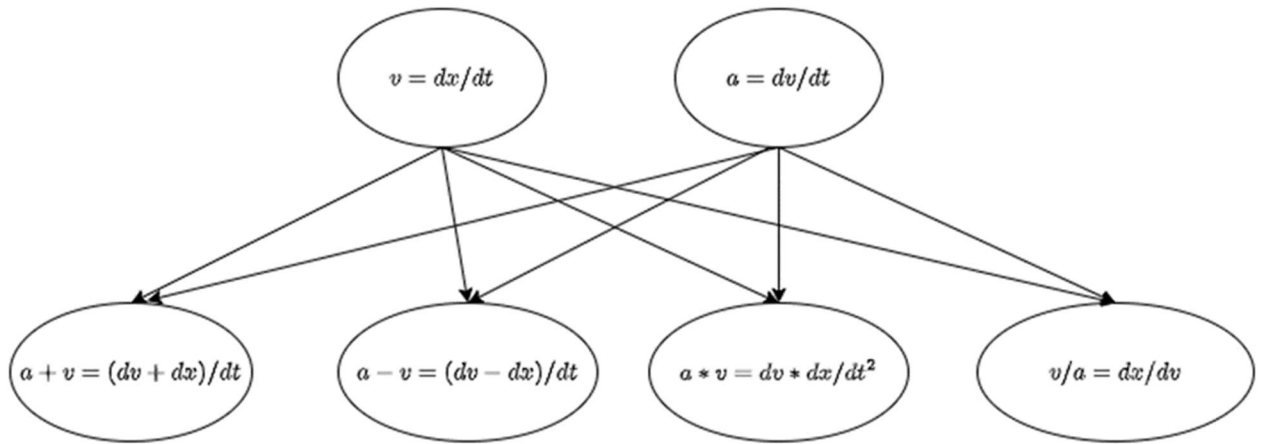 v = dx/dt
a = dv/dt
a + v = (dv + dx)/dt
a − v = (dv − dx)/dt
a ∗ v = dv ∗ dx/dt²
v/a = dx/dv